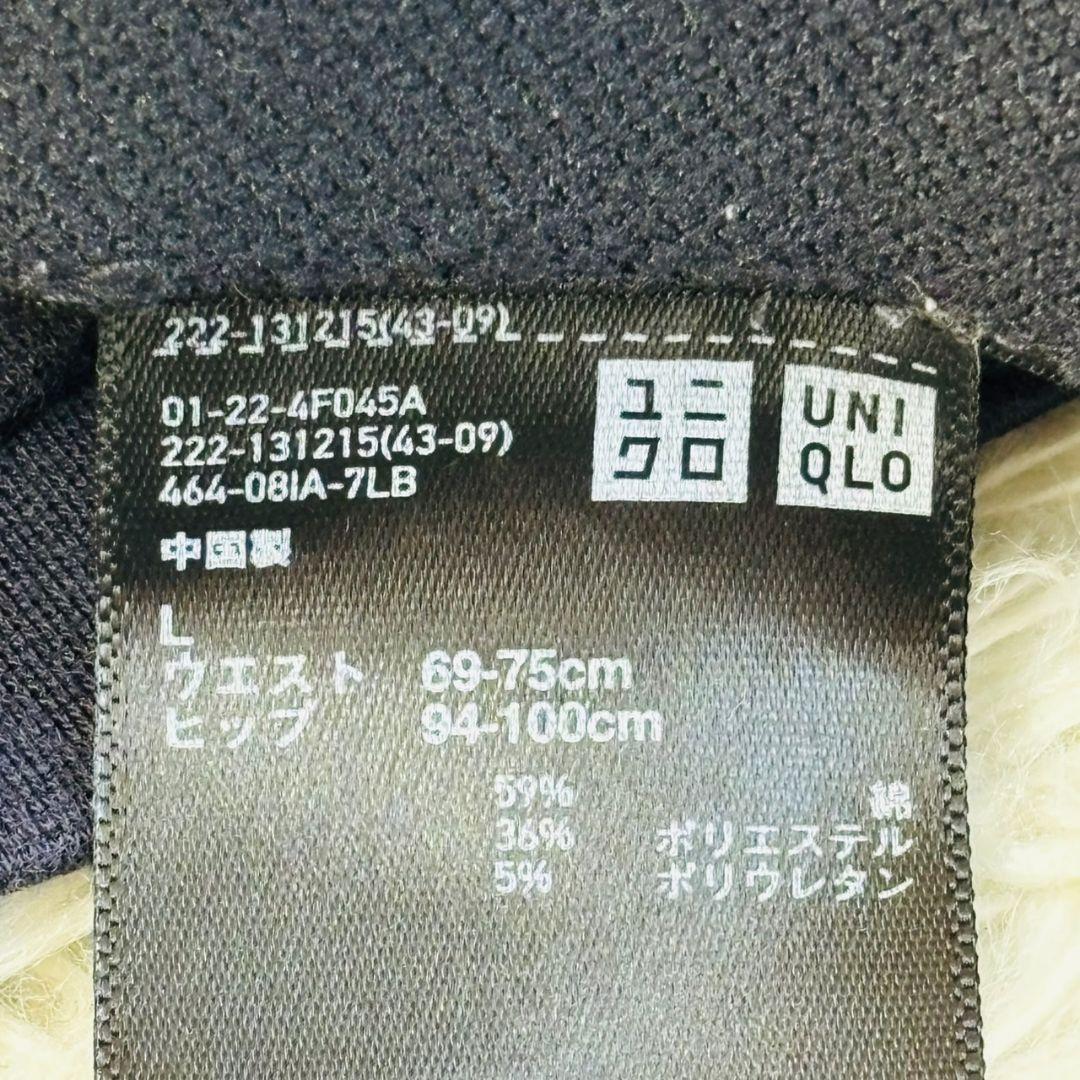 222-131215(43-09)
01-22-4F045A
222-131215(43-09)
464-08IA-7LB
ユニ
クロ
UNI
QLO
中国製
L
ウエスト 69-75cm
ヒップ 94-100cm
59% 綿
36% ポリエステル
5% ポリウレタン